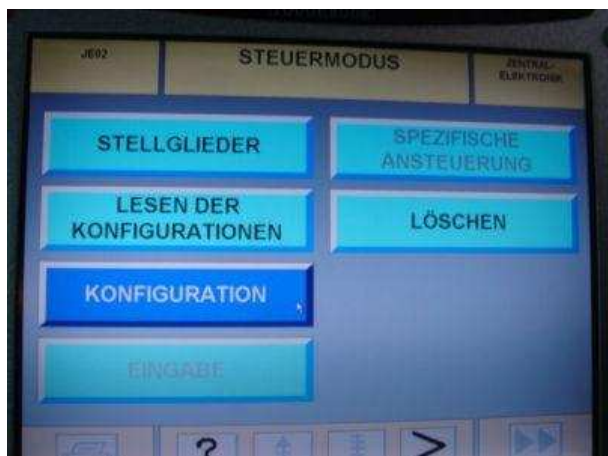 JE02
STEUERMODUS
ZENTRAL-
ELEKTRONIK
STELLGLIEDER
SPEZIFISCHE
ANSTEUERUNG
LESEN DER
KONFIGURATIONEN
LÖSCHEN
KONFIGURATION
EINGABE
?
>